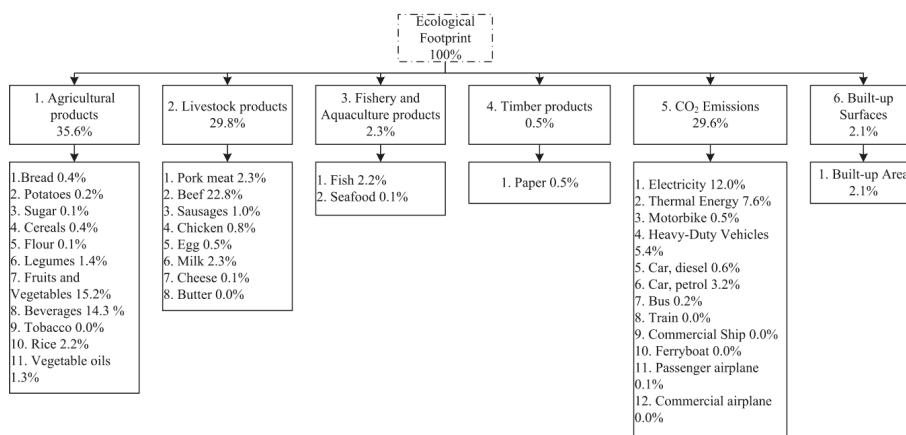 Ecological
Footprint
100%
1. Agricultural
products
35.6%
2. Livestock products
29.8%
3. Fishery and
Aquaculture products
2.3%
4. Timber products
0.5%
5. CO₂ Emissions
29.6%
6. Built-up
Surfaces
2.1%
1.Bread 0.4%
2. Potatoes 0.2%
3. Sugar 0.1%
4. Cereals 0.4%
5. Flour 0.1%
6. Legumes 1.4%
7. Fruits and
Vegetables 15.2%
8. Beverages 14.3 %
9. Tobacco 0.0%
10. Rice 2.2%
11. Vegetable oils
1.3%
1. Pork meat 2.3%
2. Beef 22.8%
3. Sausages 1.0%
4. Chicken 0.8%
5. Egg 0.5%
6. Milk 2.3%
7. Cheese 0.1%
8. Butter 0.0%
1. Fish 2.2%
2. Seafood 0.1%
1. Paper 0.5%
1. Electricity 12.0%
2. Thermal Energy 7.6%
3. Motorbike 0.5%
4. Heavy-Duty Vehicles
5.4%
5. Car, diesel 0.6%
6. Car, petrol 3.2%
7. Bus 0.2%
8. Train 0.0%
9. Commercial Ship 0.0%
10. Ferryboat 0.0%
11. Passenger airplane
0.1%
12. Commercial airplane
0.0%
1. Built-up Area
2.1%